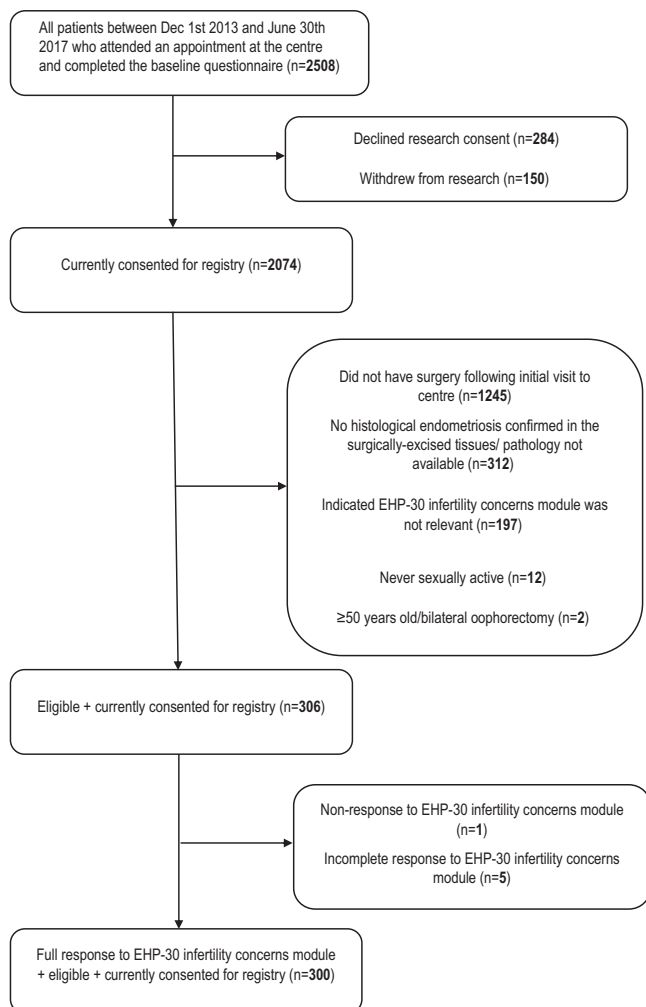 All patients between Dec 1st 2013 and June 30th
2017 who attended an appointment at the centre
and completed the baseline questionnaire (n=2508)
Declined research consent (n=284)
Withdrew from research (n=150)
Currently consented for registry (n=2074)
Did not have surgery following initial visit to
centre (n=1245)
No histological endometriosis confirmed in the
surgically-excised tissues/ pathology not
available (n=312)
Indicated EHP-30 infertility concerns module was
not relevant (n=197)
Never sexually active (n=12)
≥50 years old/bilateral oophorectomy (n=2)
Eligible + currently consented for registry (n=306)
Non-response to EHP-30 infertility concerns module
(n=1)
Incomplete response to EHP-30 infertility concerns
module (n=5)
Full response to EHP-30 infertility concerns module
+ eligible + currently consented for registry (n=300)